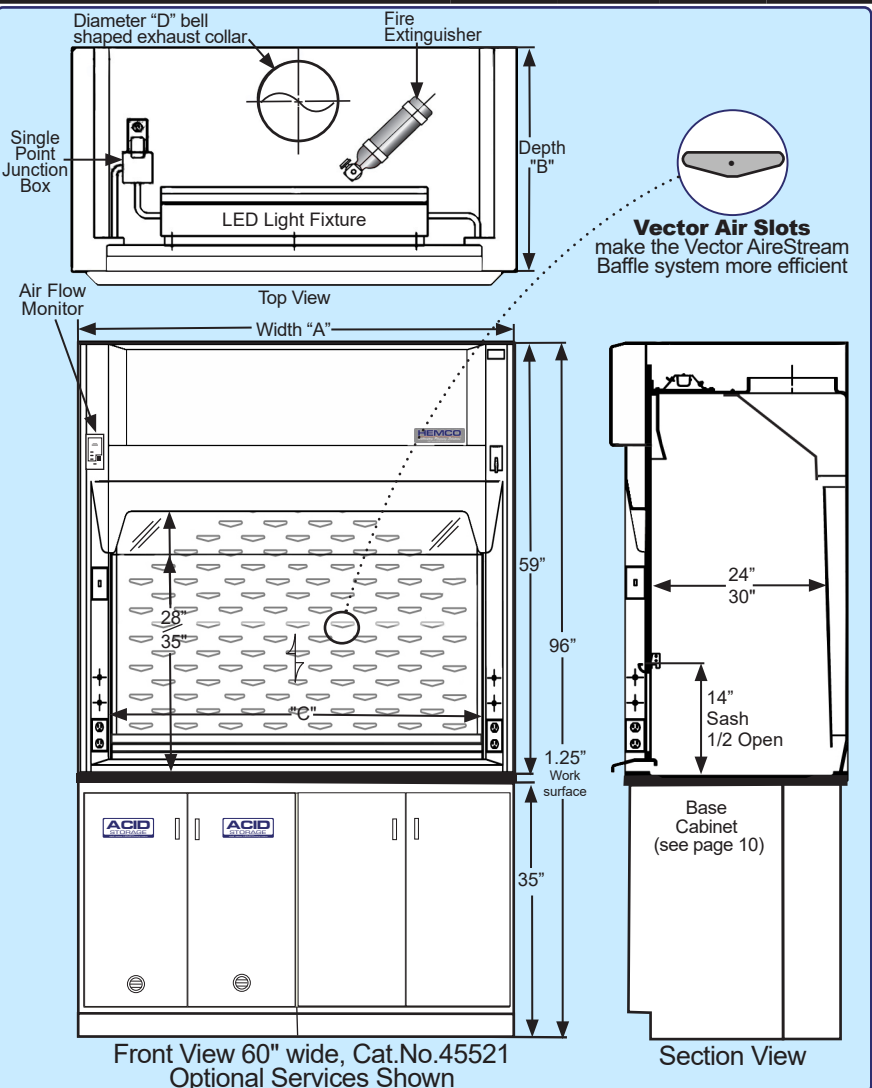 Diameter “D” bell
shaped exhaust collar
Fire
Extinguisher
Single
Point
Junction
Box
Depth
"B"
LED Light Fixture
Vector Air Slots
make the Vector AireStream
Baffle system more efficient
Top View
Air Flow
Monitor
Width “A”
HEMCO
59”
24”
30"
28”
35”
96”
14”
Sash
1/2 Open
"C"
1.25”
Work
surface
ACID
STORAGE
ACID
STORAGE
Base
Cabinet
(see page 10)
35”
Front View 60" wide, Cat.No.45521
Optional Services Shown
Section View